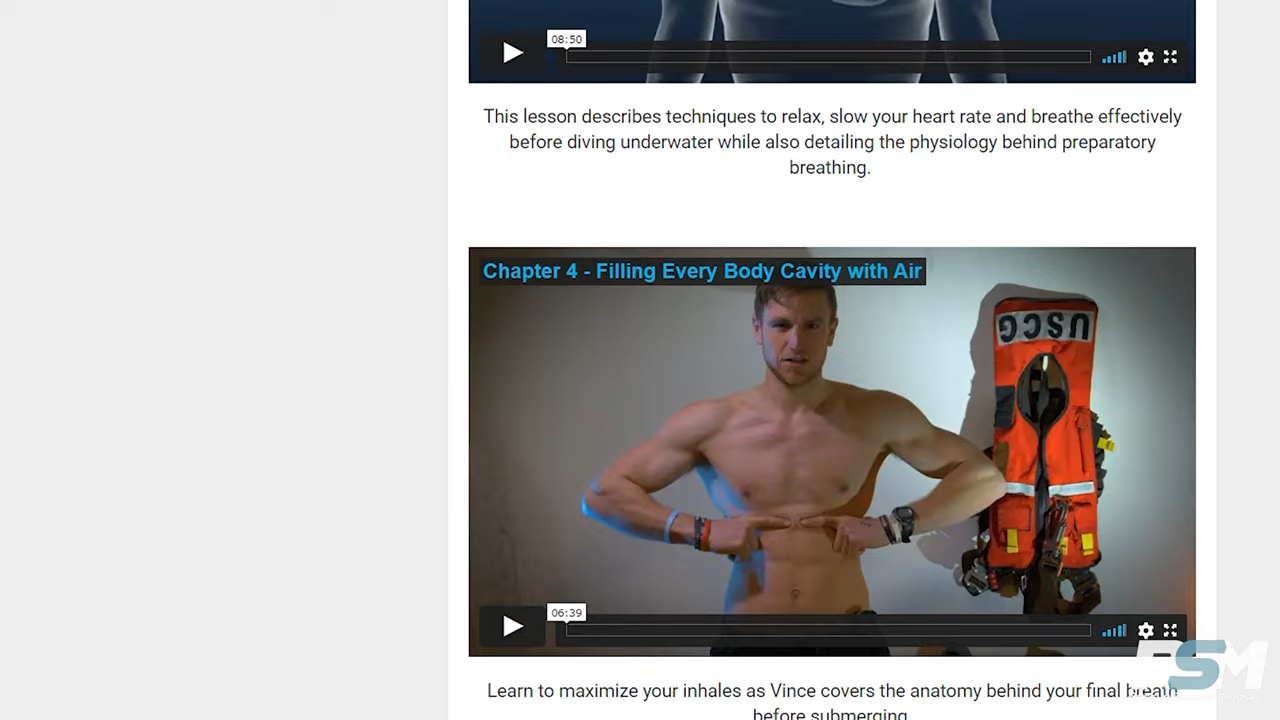 08:50
This lesson describes techniques to relax, slow your heart rate and breathe effectively
before diving underwater while also detailing the physiology behind preparatory
breathing.
Chapter 4 - Filling Every Body Cavity with Air
USCG
06:39
Learn to maximize your inhales as Vince covers the anatomy behind your final breath
before submerging